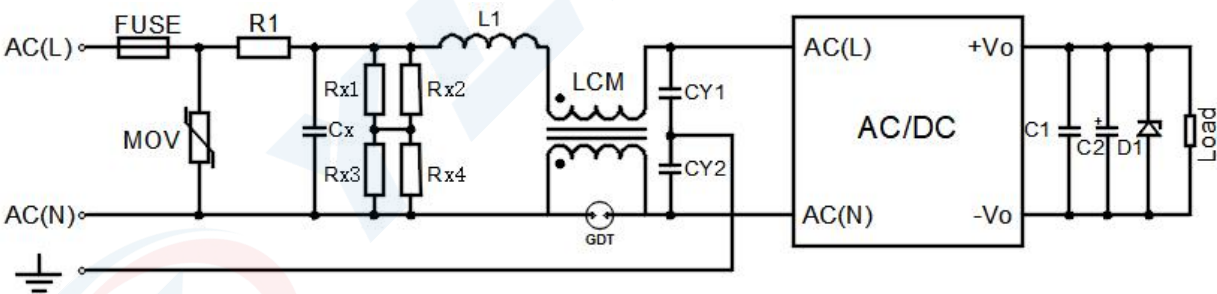 FUSE
R1
L1
AC(L)
MOV
Cx
Rx1
Rx2
Rx3
Rx4
LCM
GDT
CY1
CY2
AC(N)
AC(L)
+Vo
AC/DC
AC(N)
-Vo
C1
+
C2
D1
Load